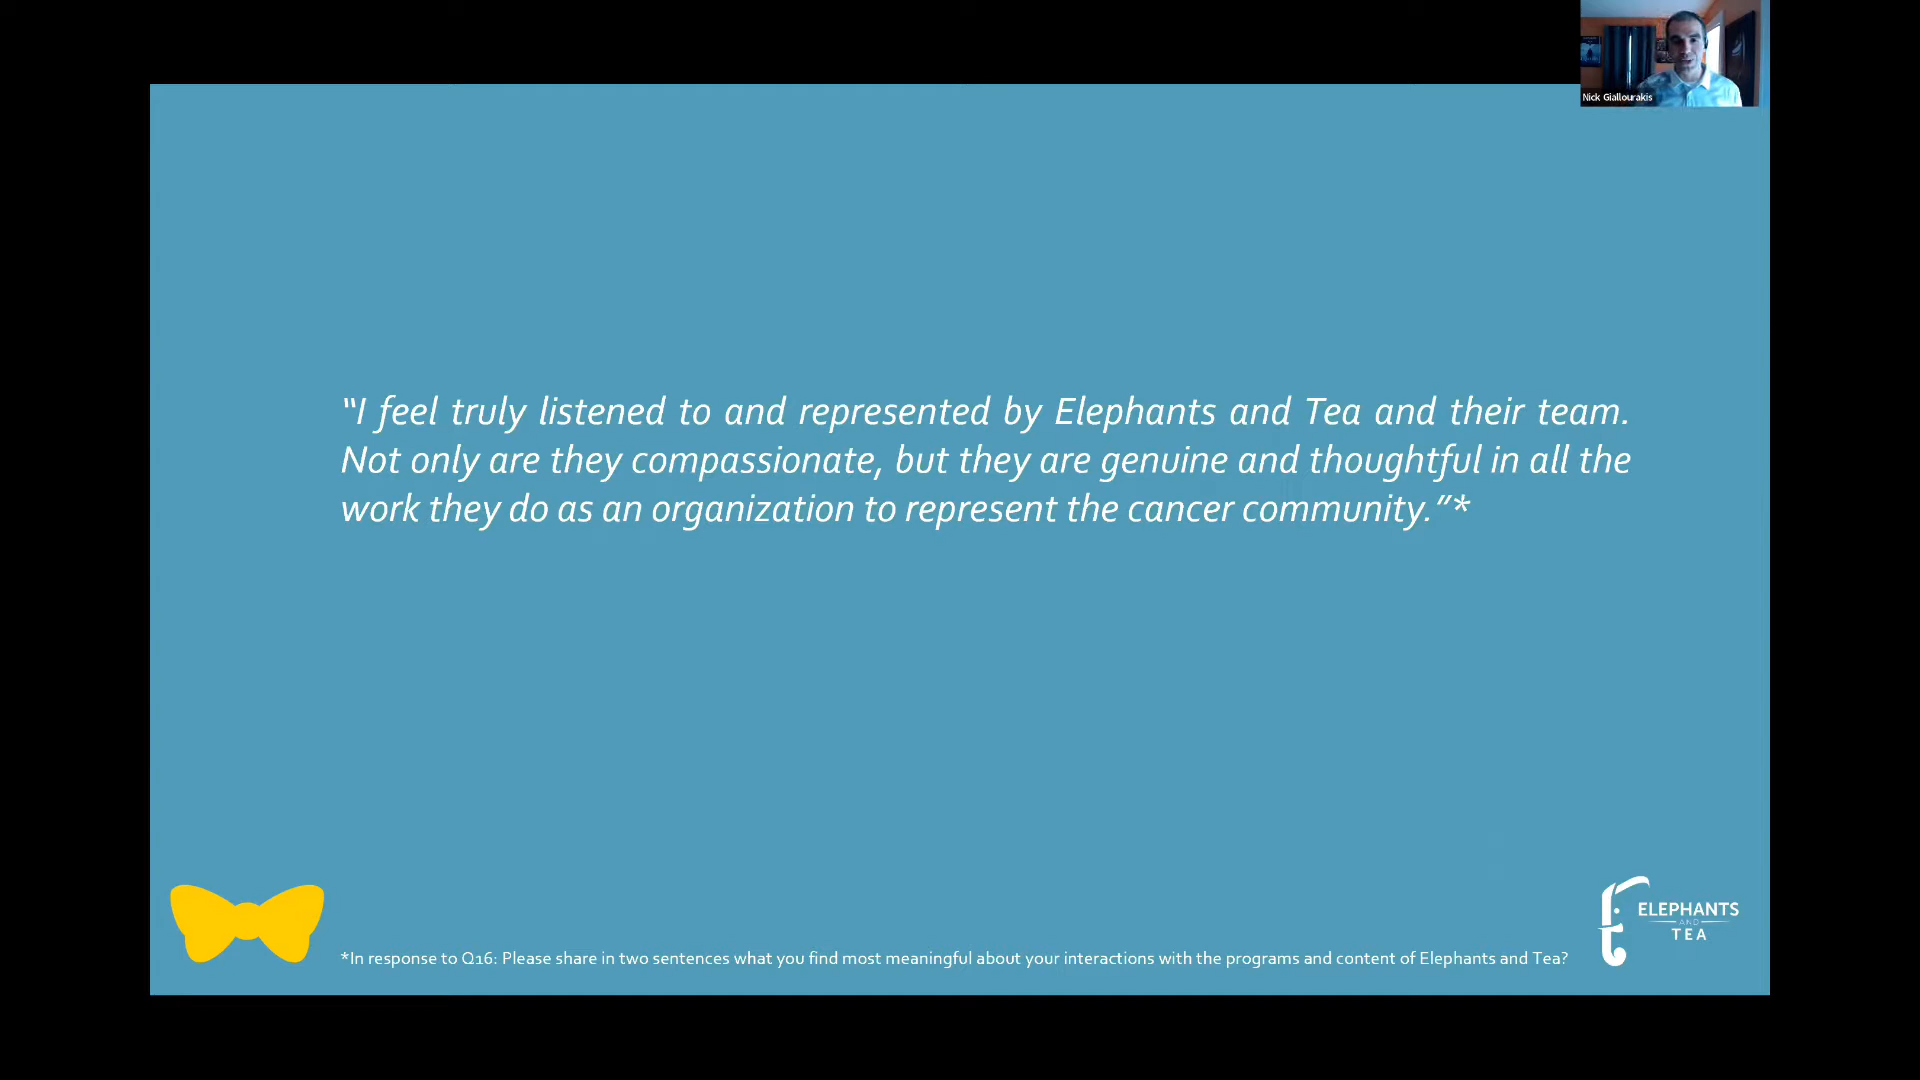 Nick Giallourakis
“I feel truly listened to and represented by Elephants and Tea and their team.
Not only are they compassionate, but they are genuine and thoughtful in all the
work they do as an organization to represent the cancer community.”*
ELEPHANTS
AND
TEA
*In response to Q16: Please share in two sentences what you find most meaningful about your interactions with the programs and content of Elephants and Tea?